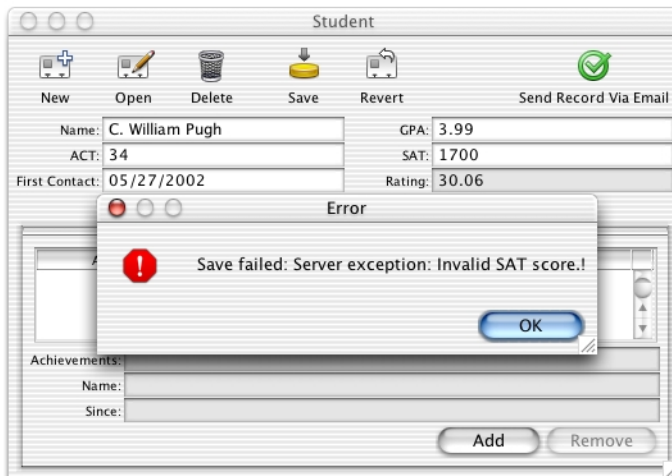 Student
New Open Delete Save Revert Send Record Via Email
Name: C. William Pugh GPA: 3.99
ACT: 34 SAT: 1700
First Contact: 05/27/2002 Rating: 30.06
Error
Save failed: Server exception: Invalid SAT score.!
OK
Achievements:
Name:
Since:
Add Remove